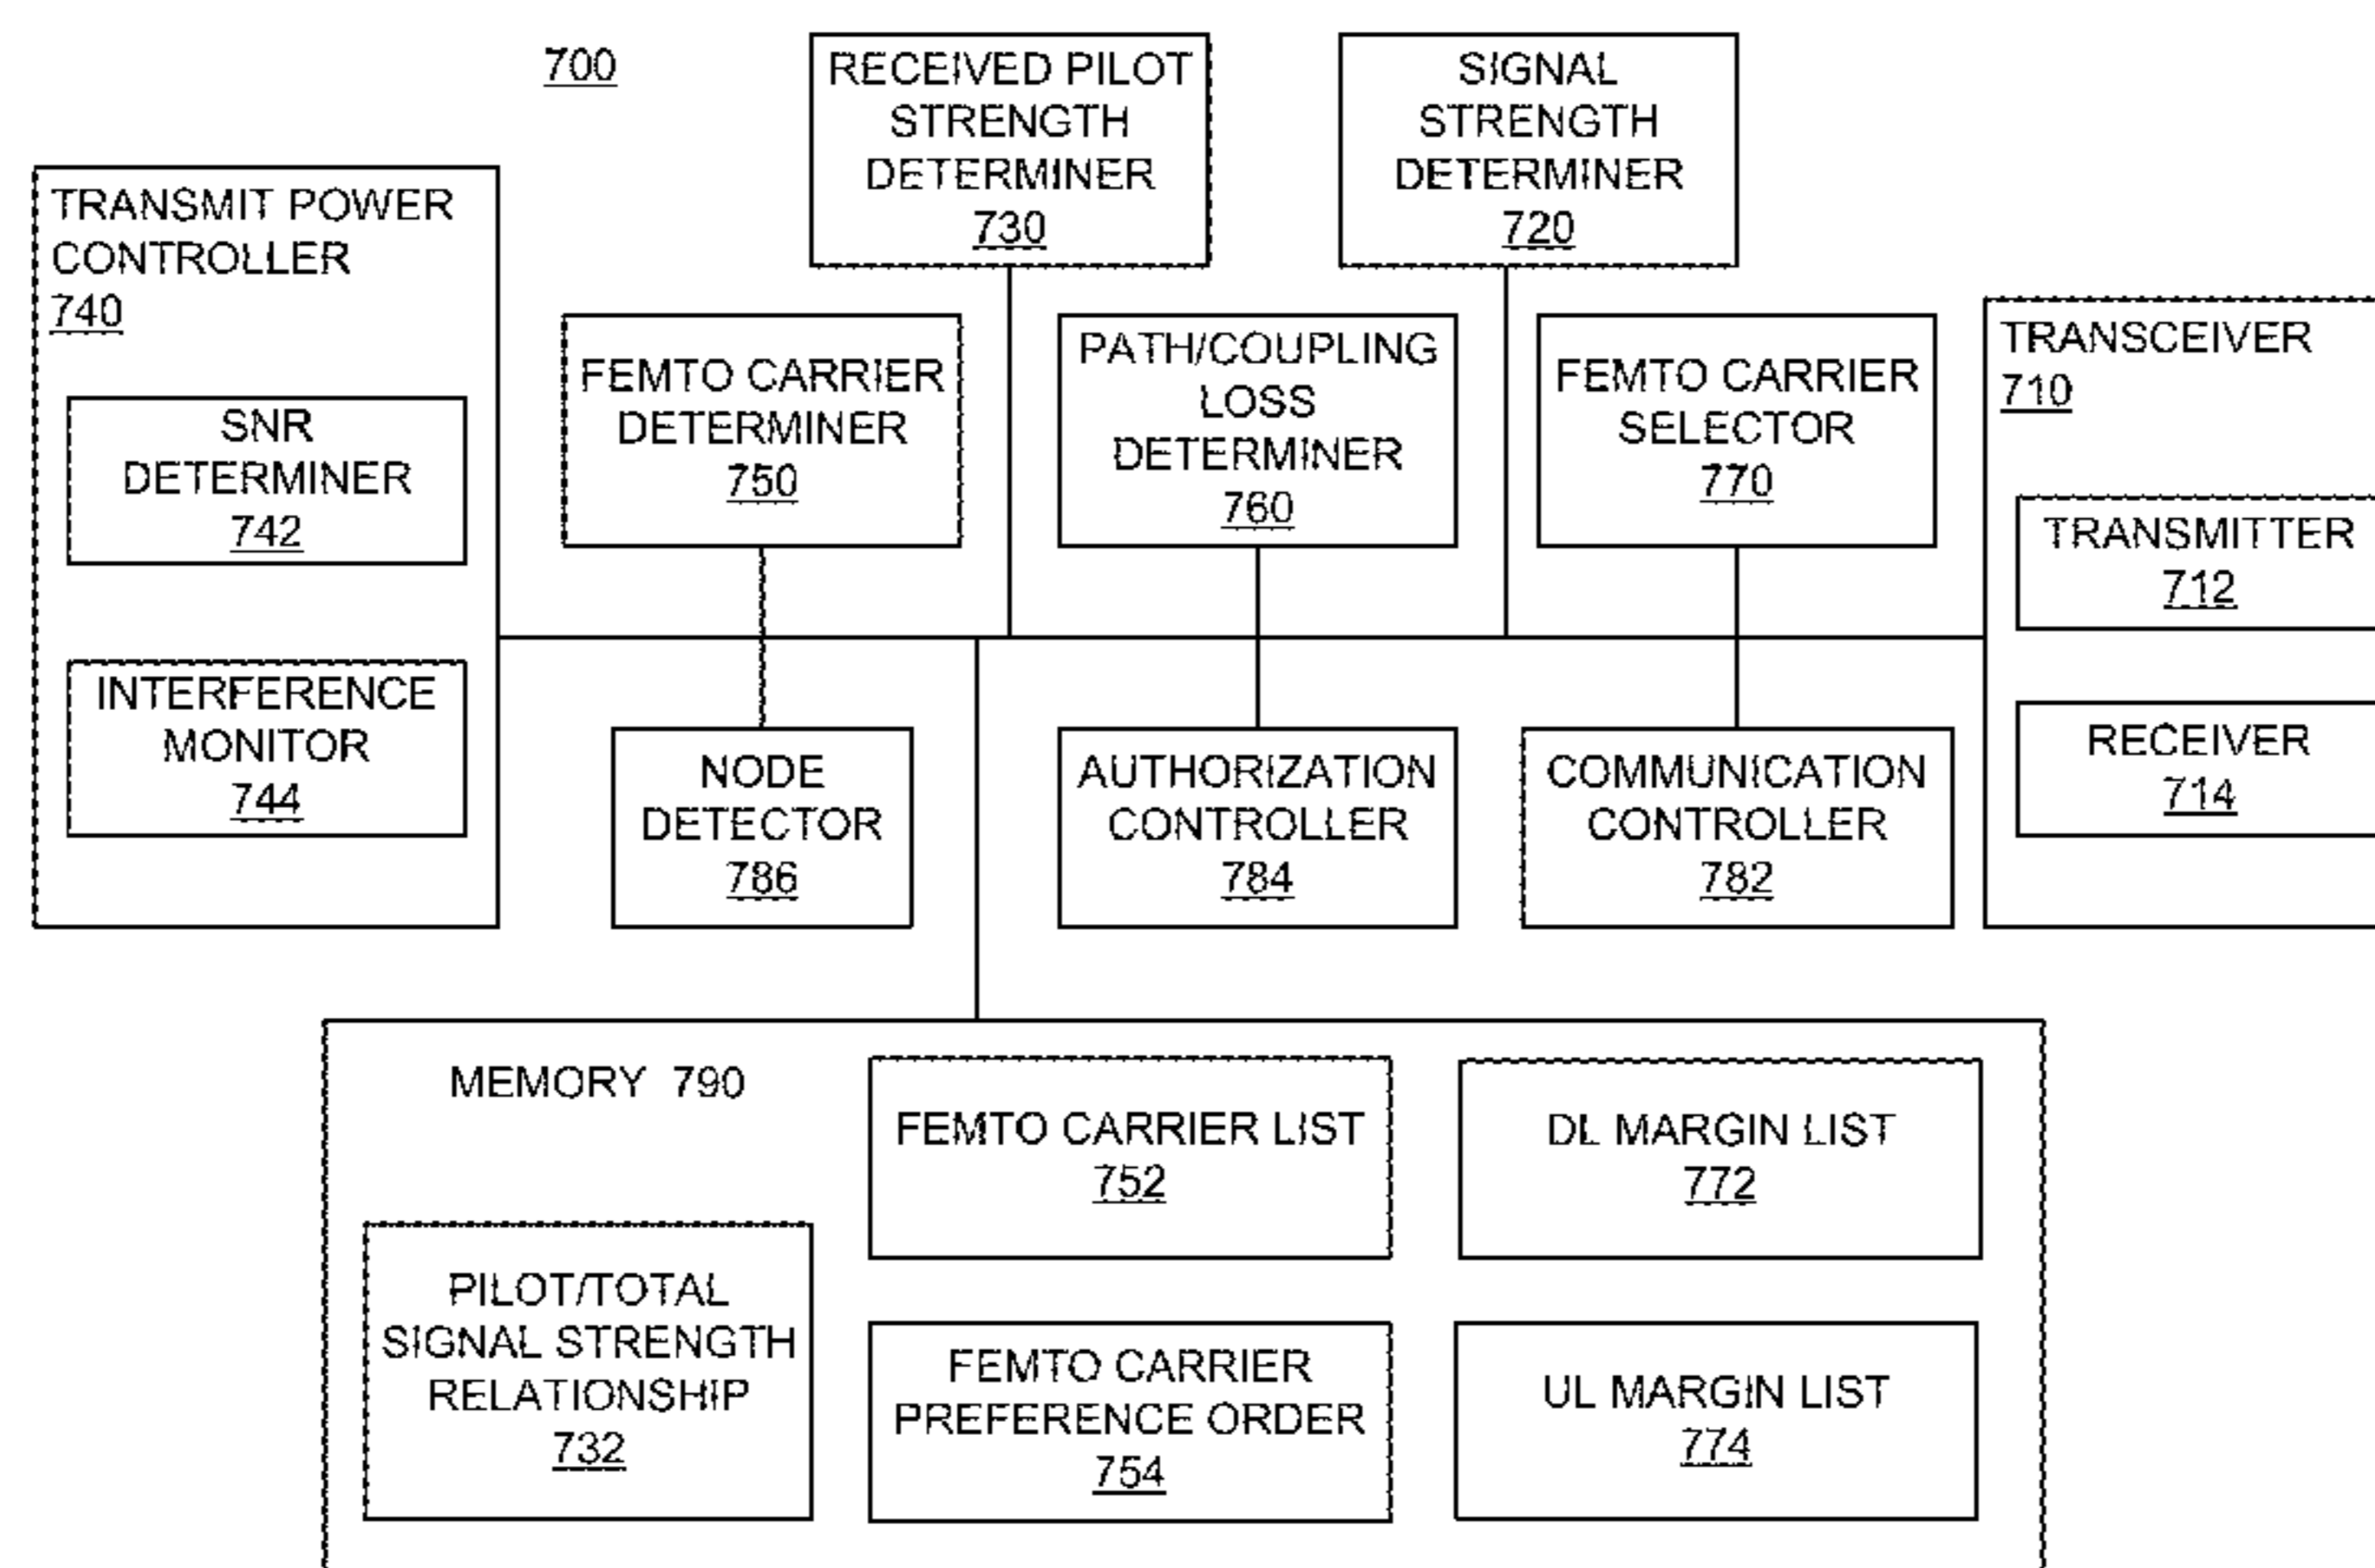 700
RECEIVED PILOT
STRENGTH
DETERMINER
730
SIGNAL
STRENGTH
DETERMINER
720
TRANSMIT POWER
CONTROLLER
740
SNR
DETERMINER
742
INTERFERENCE
MONITOR
744
FEMTO CARRIER
DETERMINER
750
PATH/COUPLING
LOSS
DETERMINER
760
FEMTO CARRIER
SELECTOR
770
TRANSCEIVER
710
TRANSMITTER
712
RECEIVER
714
NODE
DETECTOR
786
AUTHORIZATION
CONTROLLER
784
COMMUNICATION
CONTROLLER
782
MEMORY 790
FEMTO CARRIER LIST
752
DL MARGIN LIST
772
PILOT/TOTAL
SIGNAL STRENGTH
RELATIONSHIP
732
FEMTO CARRIER
PREFERENCE ORDER
754
UL MARGIN LIST
774